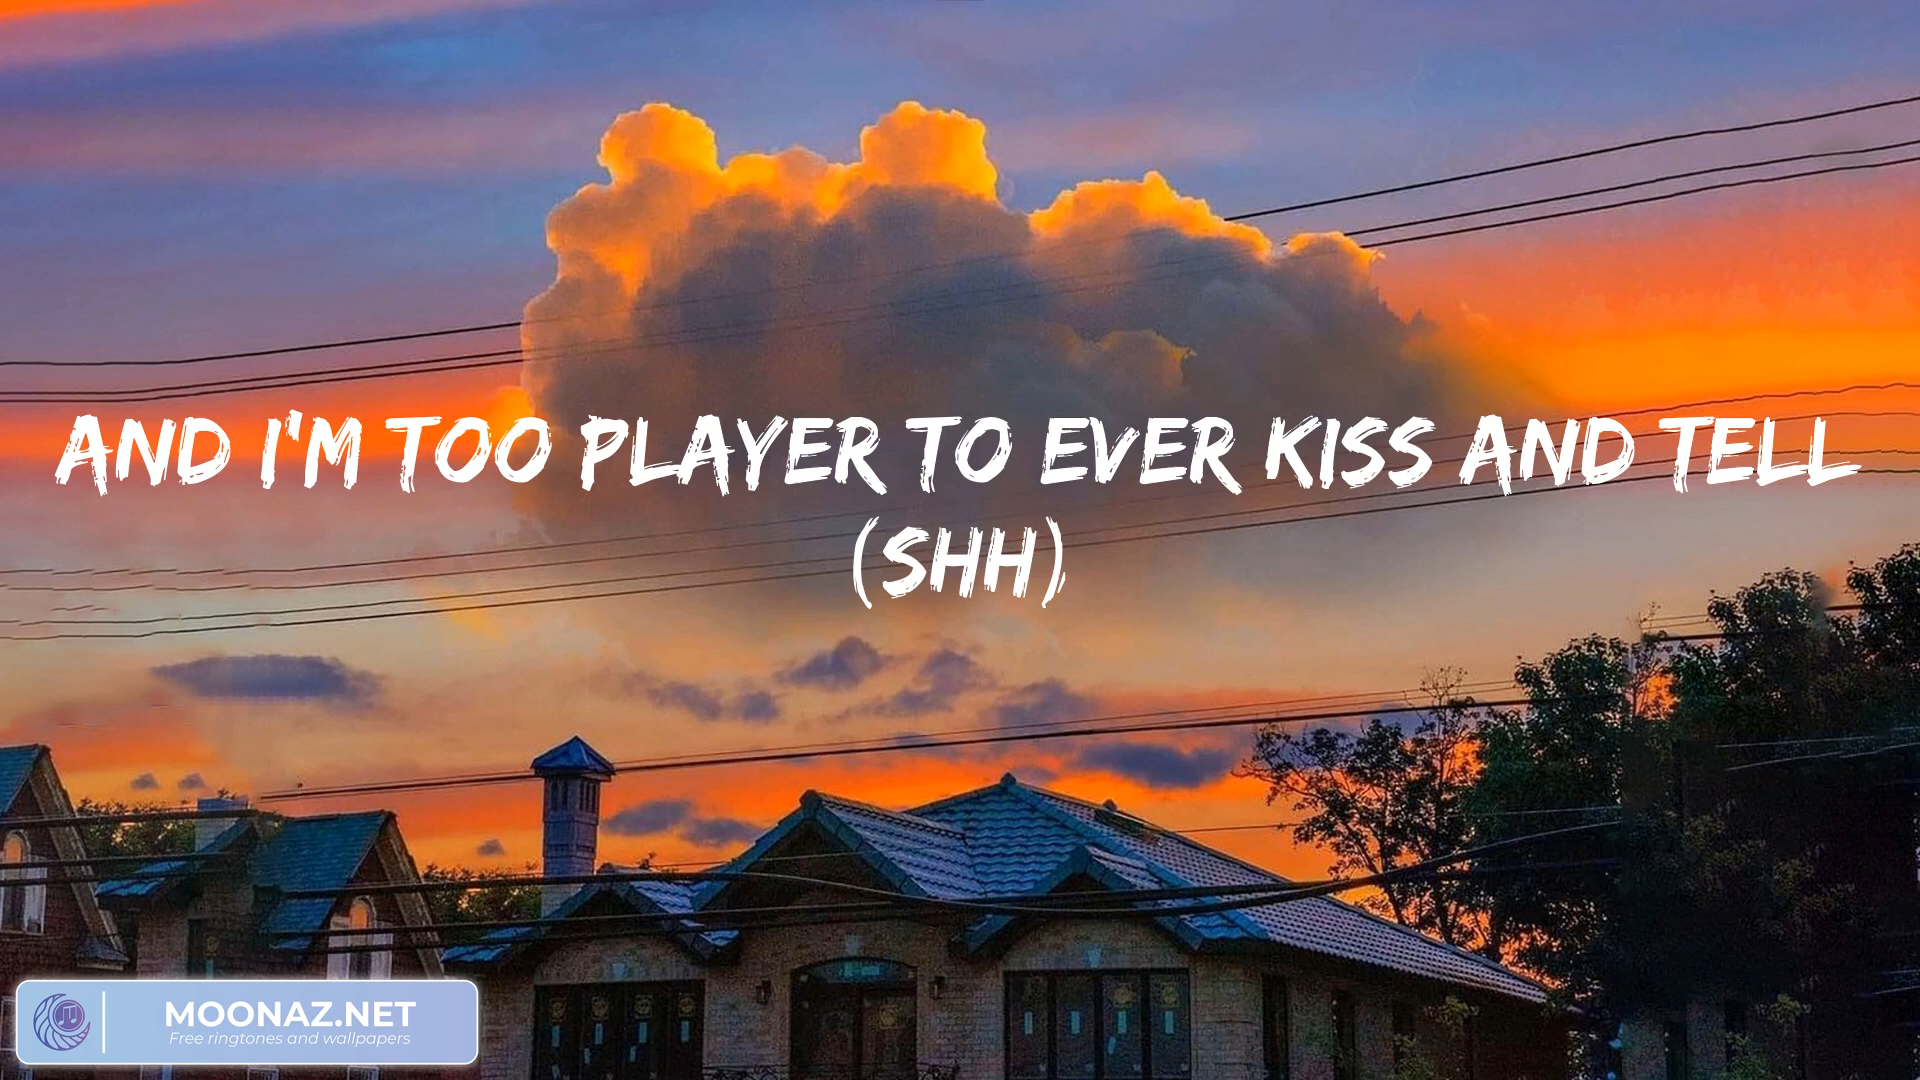 AND I'M TOO PLAYER TO EVER KISS AND TELL
(SHH)
MOONAZ.NET
Free ringtones and wallpapers